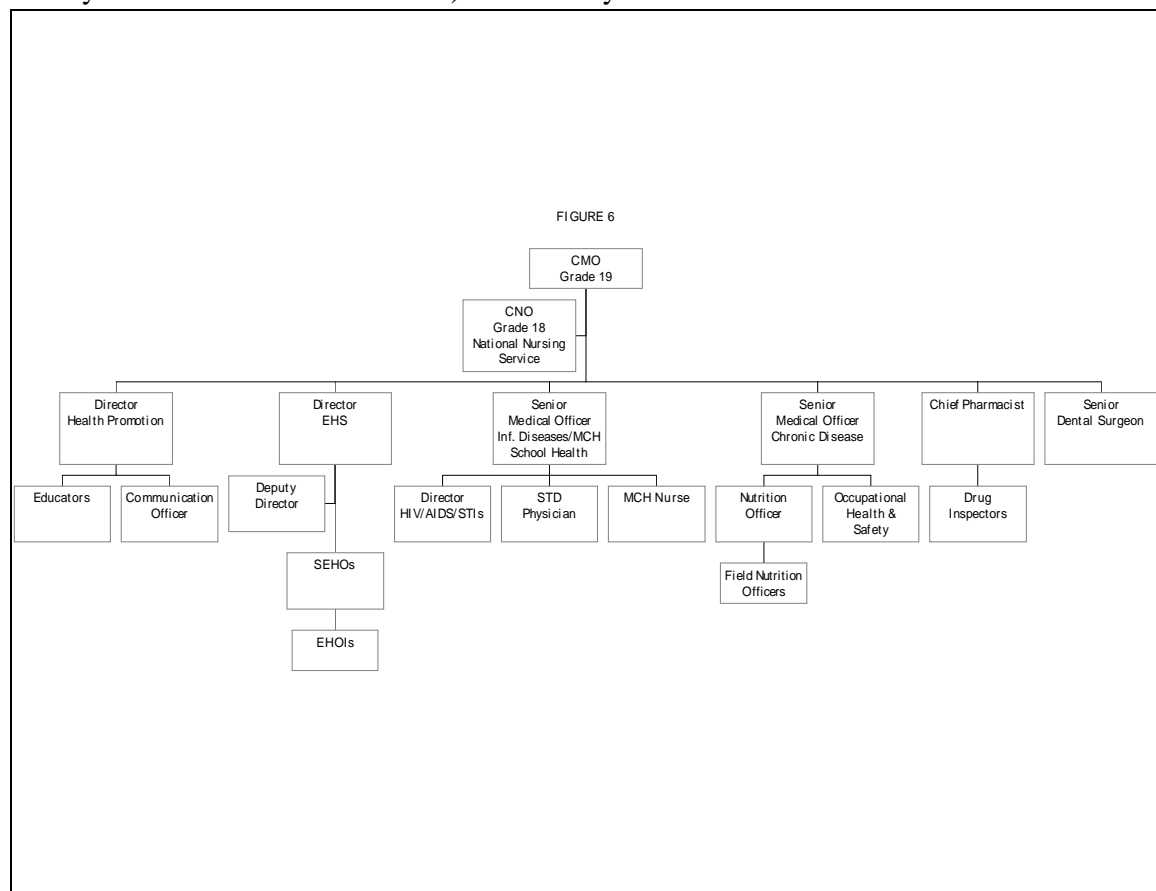 FIGURE 6
CMO
Grade 19
CNO
Grade 18
National Nursing
Service
Director
Health Promotion
Director
EHS
Senior
Medical Officer
Inf. Diseases/MCH
School Health
Senior
Medical Officer
Chronic Disease
Chief Pharmacist
Senior
Dental Surgeon
Educators
Communication
Officer
Deputy
Director
Director
HIV/AIDS/STIs
STD
Physician
MCH Nurse
Nutrition
Officer
Occupational
Health &
Safety
Drug
Inspectors
SEHOs
Field Nutrition
Officers
EHOIs